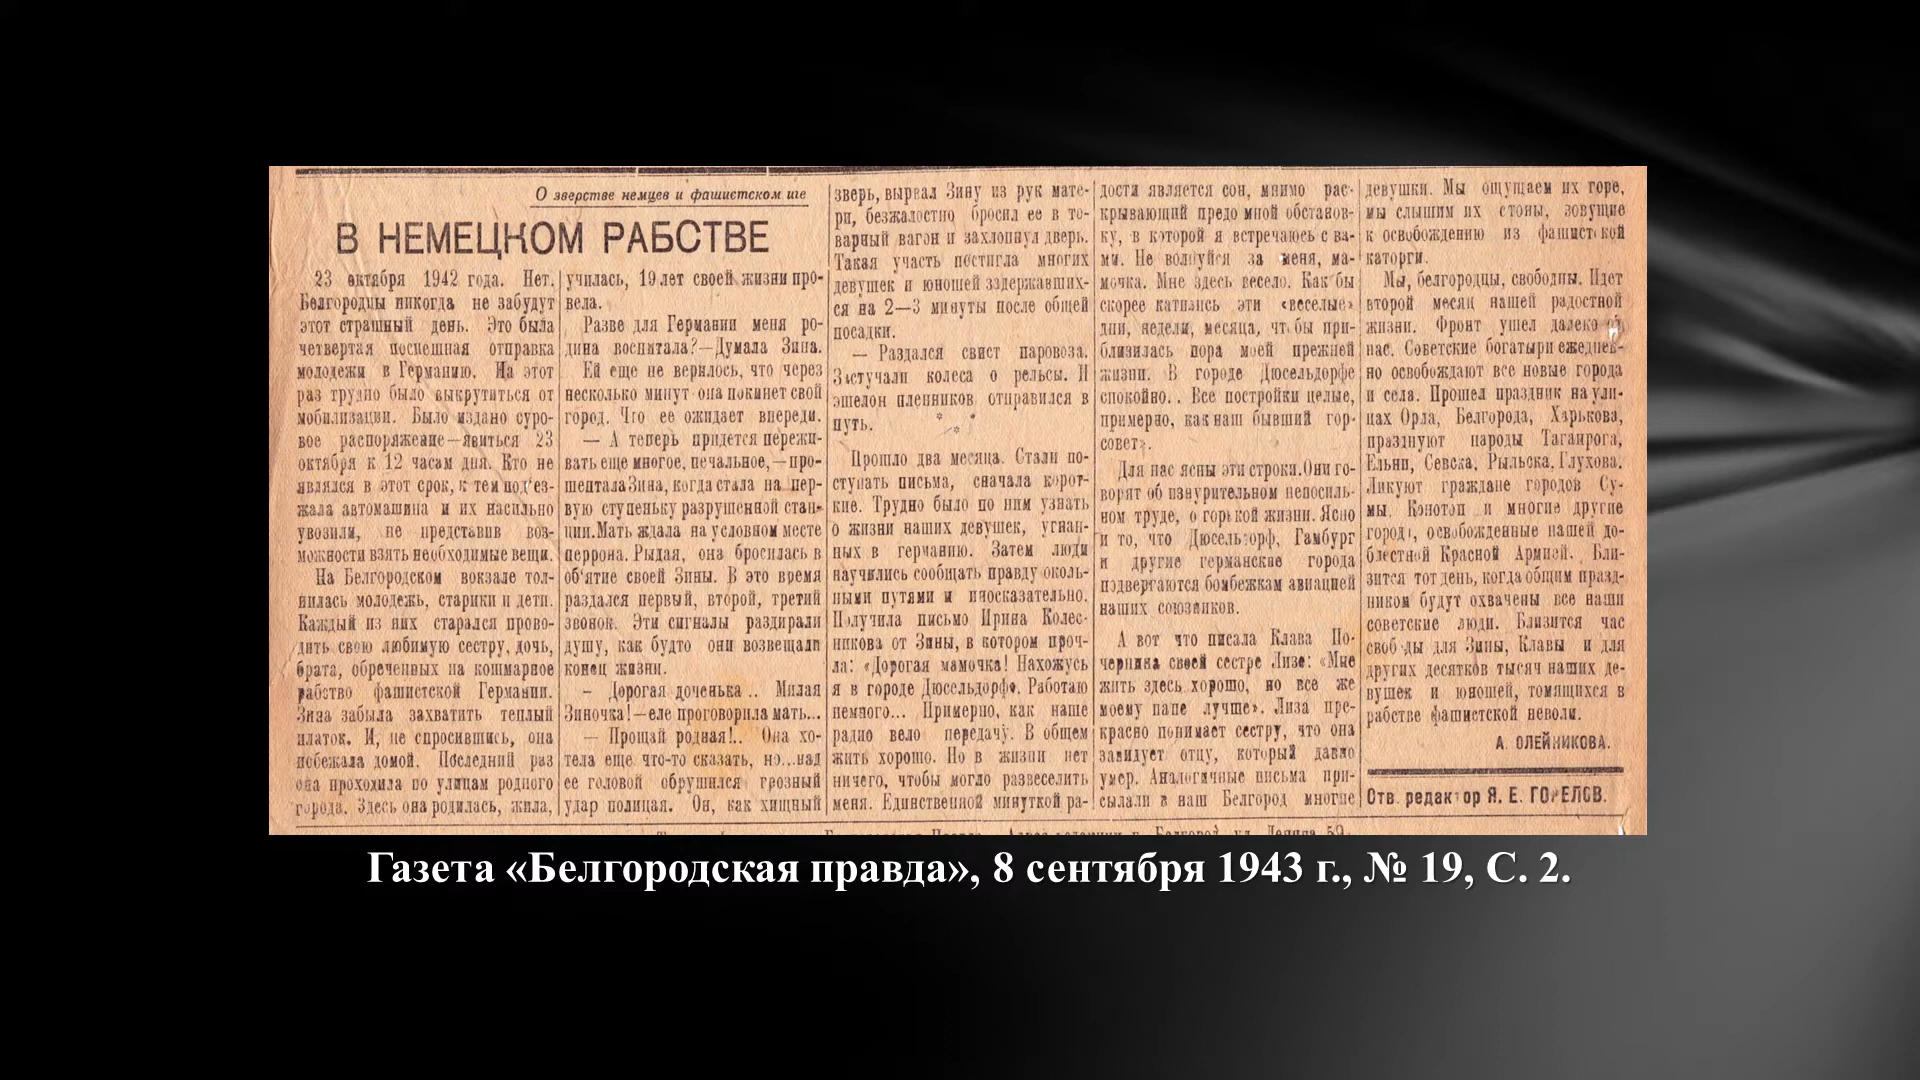 О зверстве немцев и фашистском иге
В НЕМЕЦКОМ РАБСТВЕ
23 октября 1942 года. Нет.
Белгородцы никогда не забудут
этот страшный день. Это была
четвертая поспешная отправка
молодежи в Германию. На этот
раз трудно было выкрутиться от
мобилизации. Было издано суро-
вое распоряжение—явиться 23
октября к 12 часам дня. Кто не
являлся в этот срок, к тем под'ез-
жала автомашина и их насильно
увозили, не представив воз-
можности взять необходимые вещи.
На Белгородском вокзале тол-
пилась молодежь, старики и дети.
Каждый из них старался прово-
дить свою любимую сестру, дочь,
брата, обреченных на кошмарное
рабство фашистской Германии.
Зина забыла захватить теплый
платок. И, не спросившись, она
побежала домой. Последний раз
она проходила по улицам родного
города. Здесь она родилась, жила,
училась, 19 лет своей жизни про-
вела.
Разве для Германии меня ро-
дина воспитала?—Думала Зина.
Ей еще не верилось, что через
несколько минут она покинет свой
город. Что ее ожидает впереди.
— А теперь придется пережи-
вать еще многое, печальное,—про-
шептала Зина, когда стала на пер-
вую ступеньку разрушенной стан-
ции. Мать ждала на условном месте
перрона. Рыдая, она бросилась в
об'ятие своей Зины. В это время
раздался первый, второй, третий
звонок. Эти сигналы раздирали
душу, как будто они возвещали
конец жизни.
— Дорогая доченька.. Милая
Зиночка!—еле проговорила мать...
— Прощай родная!.. Она хо-
тела еще что-то сказать, но...над
ее головой обрушился грозный
удар полицая. Он, как хищный
зверь, вырвал Зину из рук мате-
ри, безжалостно бросил ее в то-
варный вагон и захлопнул дверь.
Такая участь постигла многих
девушек и юношей задержавших-
ся на 2—3 минуты после общей
посадки.
— Раздался свист паровоза.
Застучали колеса о рельсы. И
эшелон пленников отправился в
путь.
* * *
Прошло два месяца. Стали по-
ступать письма, сначала корот-
кие. Трудно было по ним узнать
о жизни наших девушек, угнан-
ных в германию. Затем люди
научились сообщать правду околь-
ными путями и иносказательно.
Получила письмо Ирина Колес-
никова от Зины, в котором проч-
ла: «Дорогая мамочка! Нахожусь
я в городе Дюсельдорфе. Работаю
немного... Примерно, как наше
радио вело передачу. В общем
жить хорошо. Но в жизни нет
ничего, чтобы могло развеселить
меня. Единственной минуткой ра-
дости является сон, мнимо рас-
крывающий предо мной обстанов-
ку, в которой я встречаюсь с ва-
ми. Не волнуйся за меня, ма-
мочка. Мне здесь весело. Как бы
скорее катились эти «веселые»
дни, недели, месяца, чтобы при-
близилась пора моей прежней
жизни. В городе Дюсельдорфе
спокойно.. Все постройки целые,
примерно, как наш бывший гор-
совет».
Для нас ясны эти строки. Они го-
ворят об изнурительном непосиль-
ном труде, о горькой жизни. Ясно
и то, что Дюсельдорф, Гамбург
и другие германские города
подвергаются бомбежкам авиацией
наших союзников.
А вот что писала Клава По-
чернина своей сестре Лизе: «Мне
жить здесь хорошо, но все же
моему папе лучше». Лиза пре-
красно понимает сестру, что она
завидует отцу, который давно
умер. Аналогичные письма при-
сылали в наш Белгород многие
девушки. Мы ощущаем их горе,
мы слышим их стоны, зовущие
к освобождению из фашистской
каторги.
Мы, белгородцы, свободны. Идет
второй месяц нашей радостной
жизни. Фронт ушел далеко от
нас. Советские богатыри ежеднев-
но освобождают все новые города
и села. Прошел праздник на ули-
цах Орла, Белгорода, Харькова,
празднуют народы Таганрога,
Ельни, Севска, Рыльска, Глухова.
Ликуют граждане городов Су-
мы, Конотоп и многие другие
города, освобожденные нашей до-
блестной Красной Армией. Бли-
зится тот день, когда общим празд-
ником будут охвачены все наши
советские люди. Близится час
свободы для Зины, Клавы и для
других десятков тысяч наших де-
вушек и юношей, томящихся в
рабстве фашистской неволи.
А. ОЛЕЙНИКОВА.
Отв. редактор Я. Е. ГОРЕЛОВ.
Газета «Белгородская правда», 8 сентября 1943 г., № 19, С. 2.